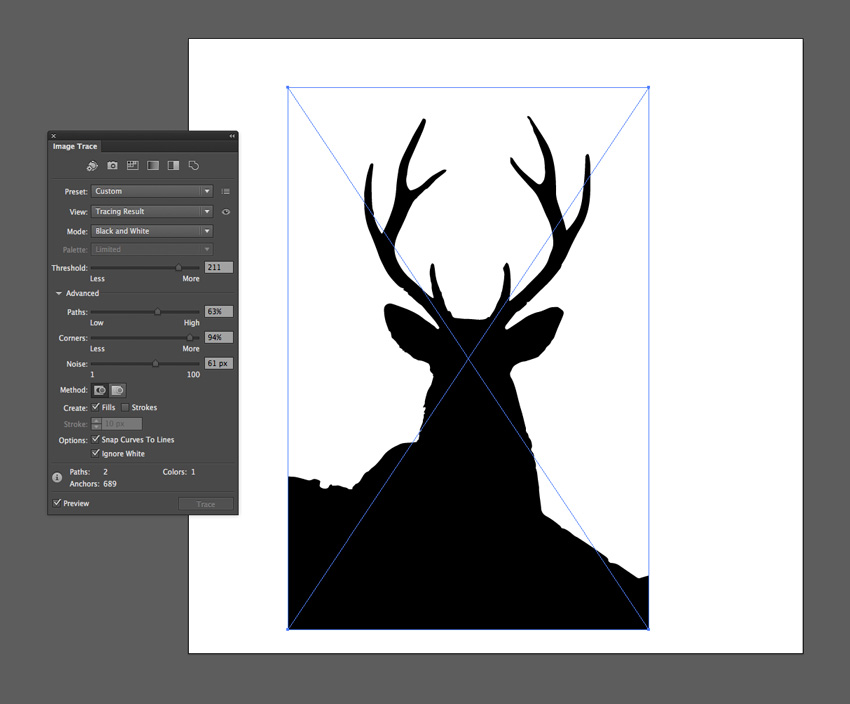 Image Trace
Preset: Custom
View: Tracing Result
Mode: Black and White
Palette: Limited
Threshold: 211
Less More
Advanced
Paths: 63%
Low High
Corners: 94%
Less More
Noise: 61 px
1 100
Method:
Create: Fills Strokes
Stroke: 10 px
Options: Snap Curves To Lines
Ignore White
Paths: 2 Colors: 1
Anchors: 689
Preview Trace